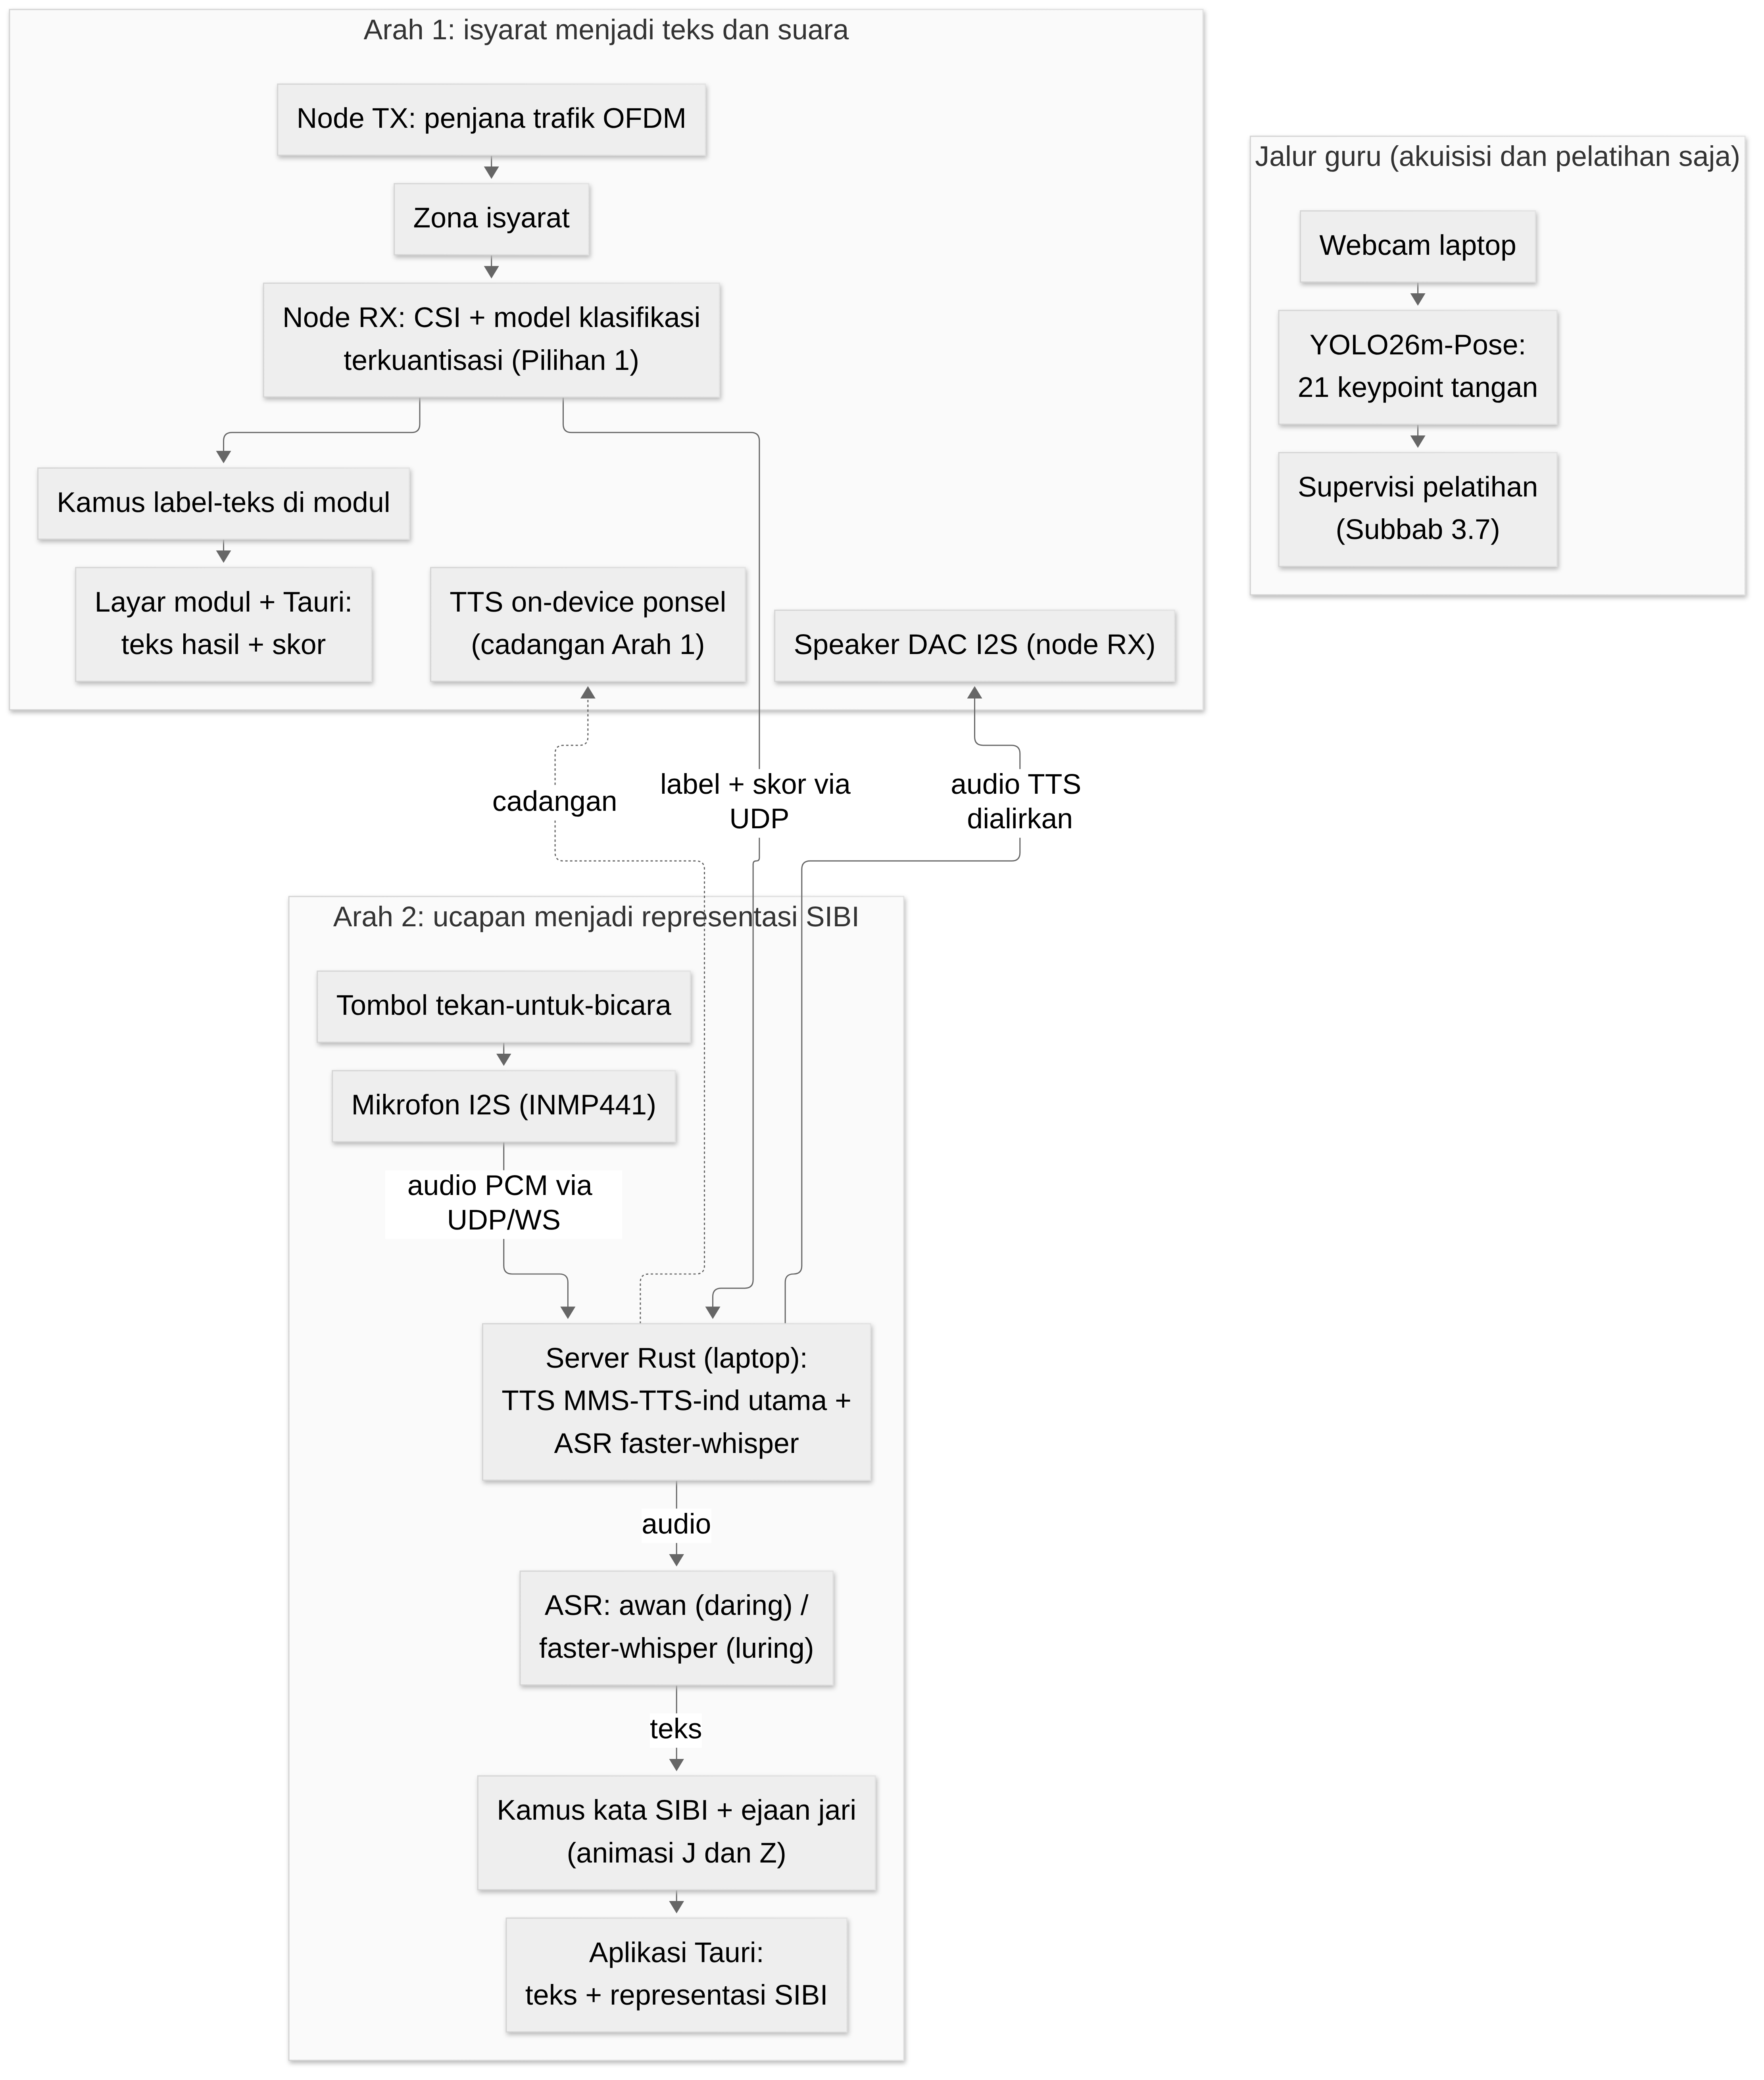 Arah 1: isyarat menjadi teks dan suara
Node TX: penjana trafik OFDM
Zona isyarat
Node RX: CSI + model klasifikasi
terkuantisasi (Pilihan 1)
Kamus label-teks di modul
Layar modul + Tauri:
teks hasil + skor
TTS on-device ponsel
(cadangan Arah 1)
Speaker DAC I2S (node RX)
Jalur guru (akuisisi dan pelatihan saja)
Webcam laptop
YOLO26m-Pose:
21 keypoint tangan
Supervisi pelatihan
(Subbab 3.7)
cadangan
label + skor via
UDP
audio TTS
dialirkan
Arah 2: ucapan menjadi representasi SIBI
Tombol tekan-untuk-bicara
Mikrofon I2S (INMP441)
audio PCM via
UDP/WS
Server Rust (laptop):
TTS MMS-TTS-ind utama +
ASR faster-whisper
audio
ASR: awan (daring) /
faster-whisper (luring)
teks
Kamus kata SIBI + ejaan jari
(animasi J dan Z)
Aplikasi Tauri:
teks + representasi SIBI